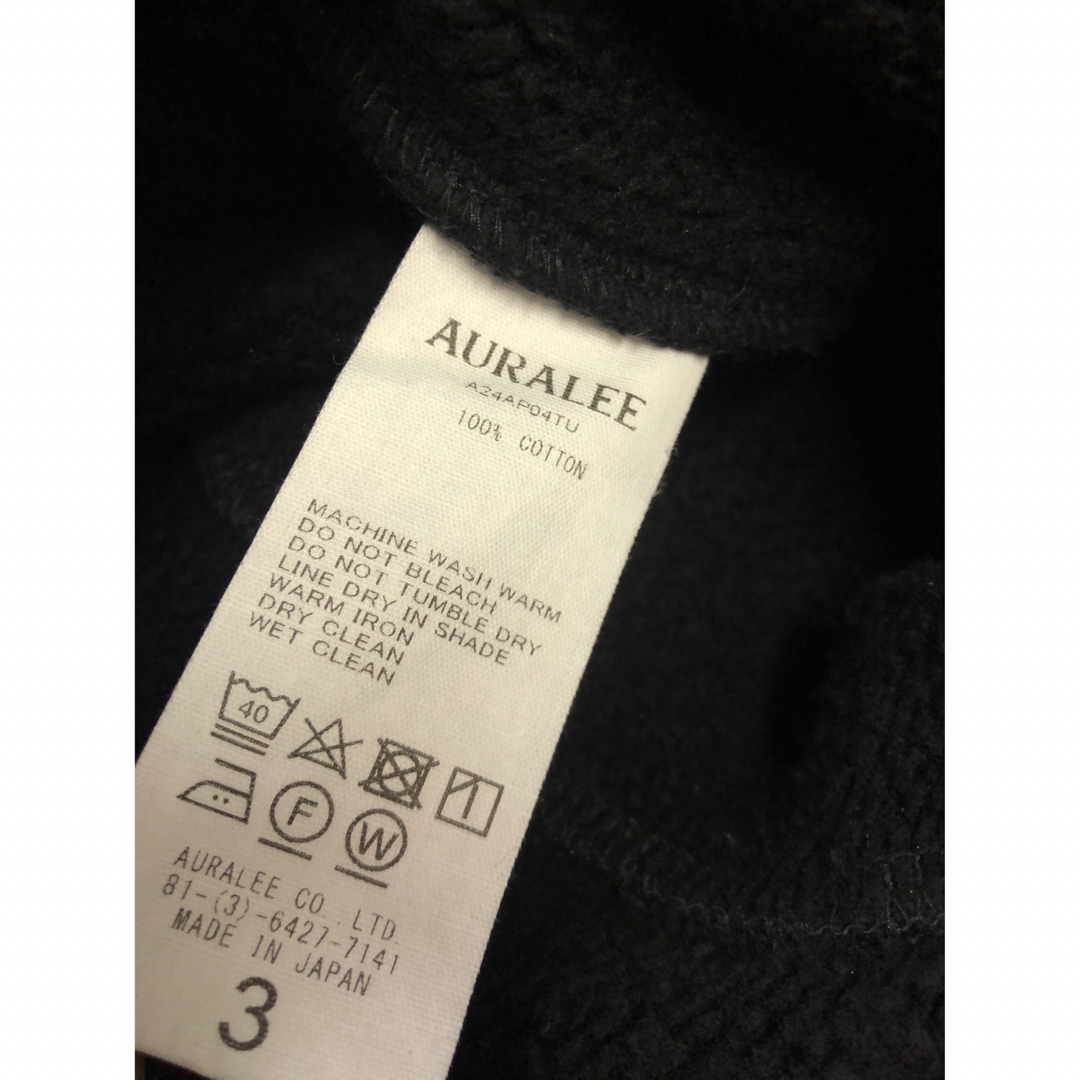 AURALEE
A24AP04TU
100% COTTON
MACHINE WASH WARM
DO NOT BLEACH
DO NOT TUMBLE DRY
LINE DRY IN SHADE
WARM IRON
DRY CLEAN
WET CLEAN
40
F W
AURALEE CO., LTD.
81-(3)-6427-7141
MADE IN JAPAN
3